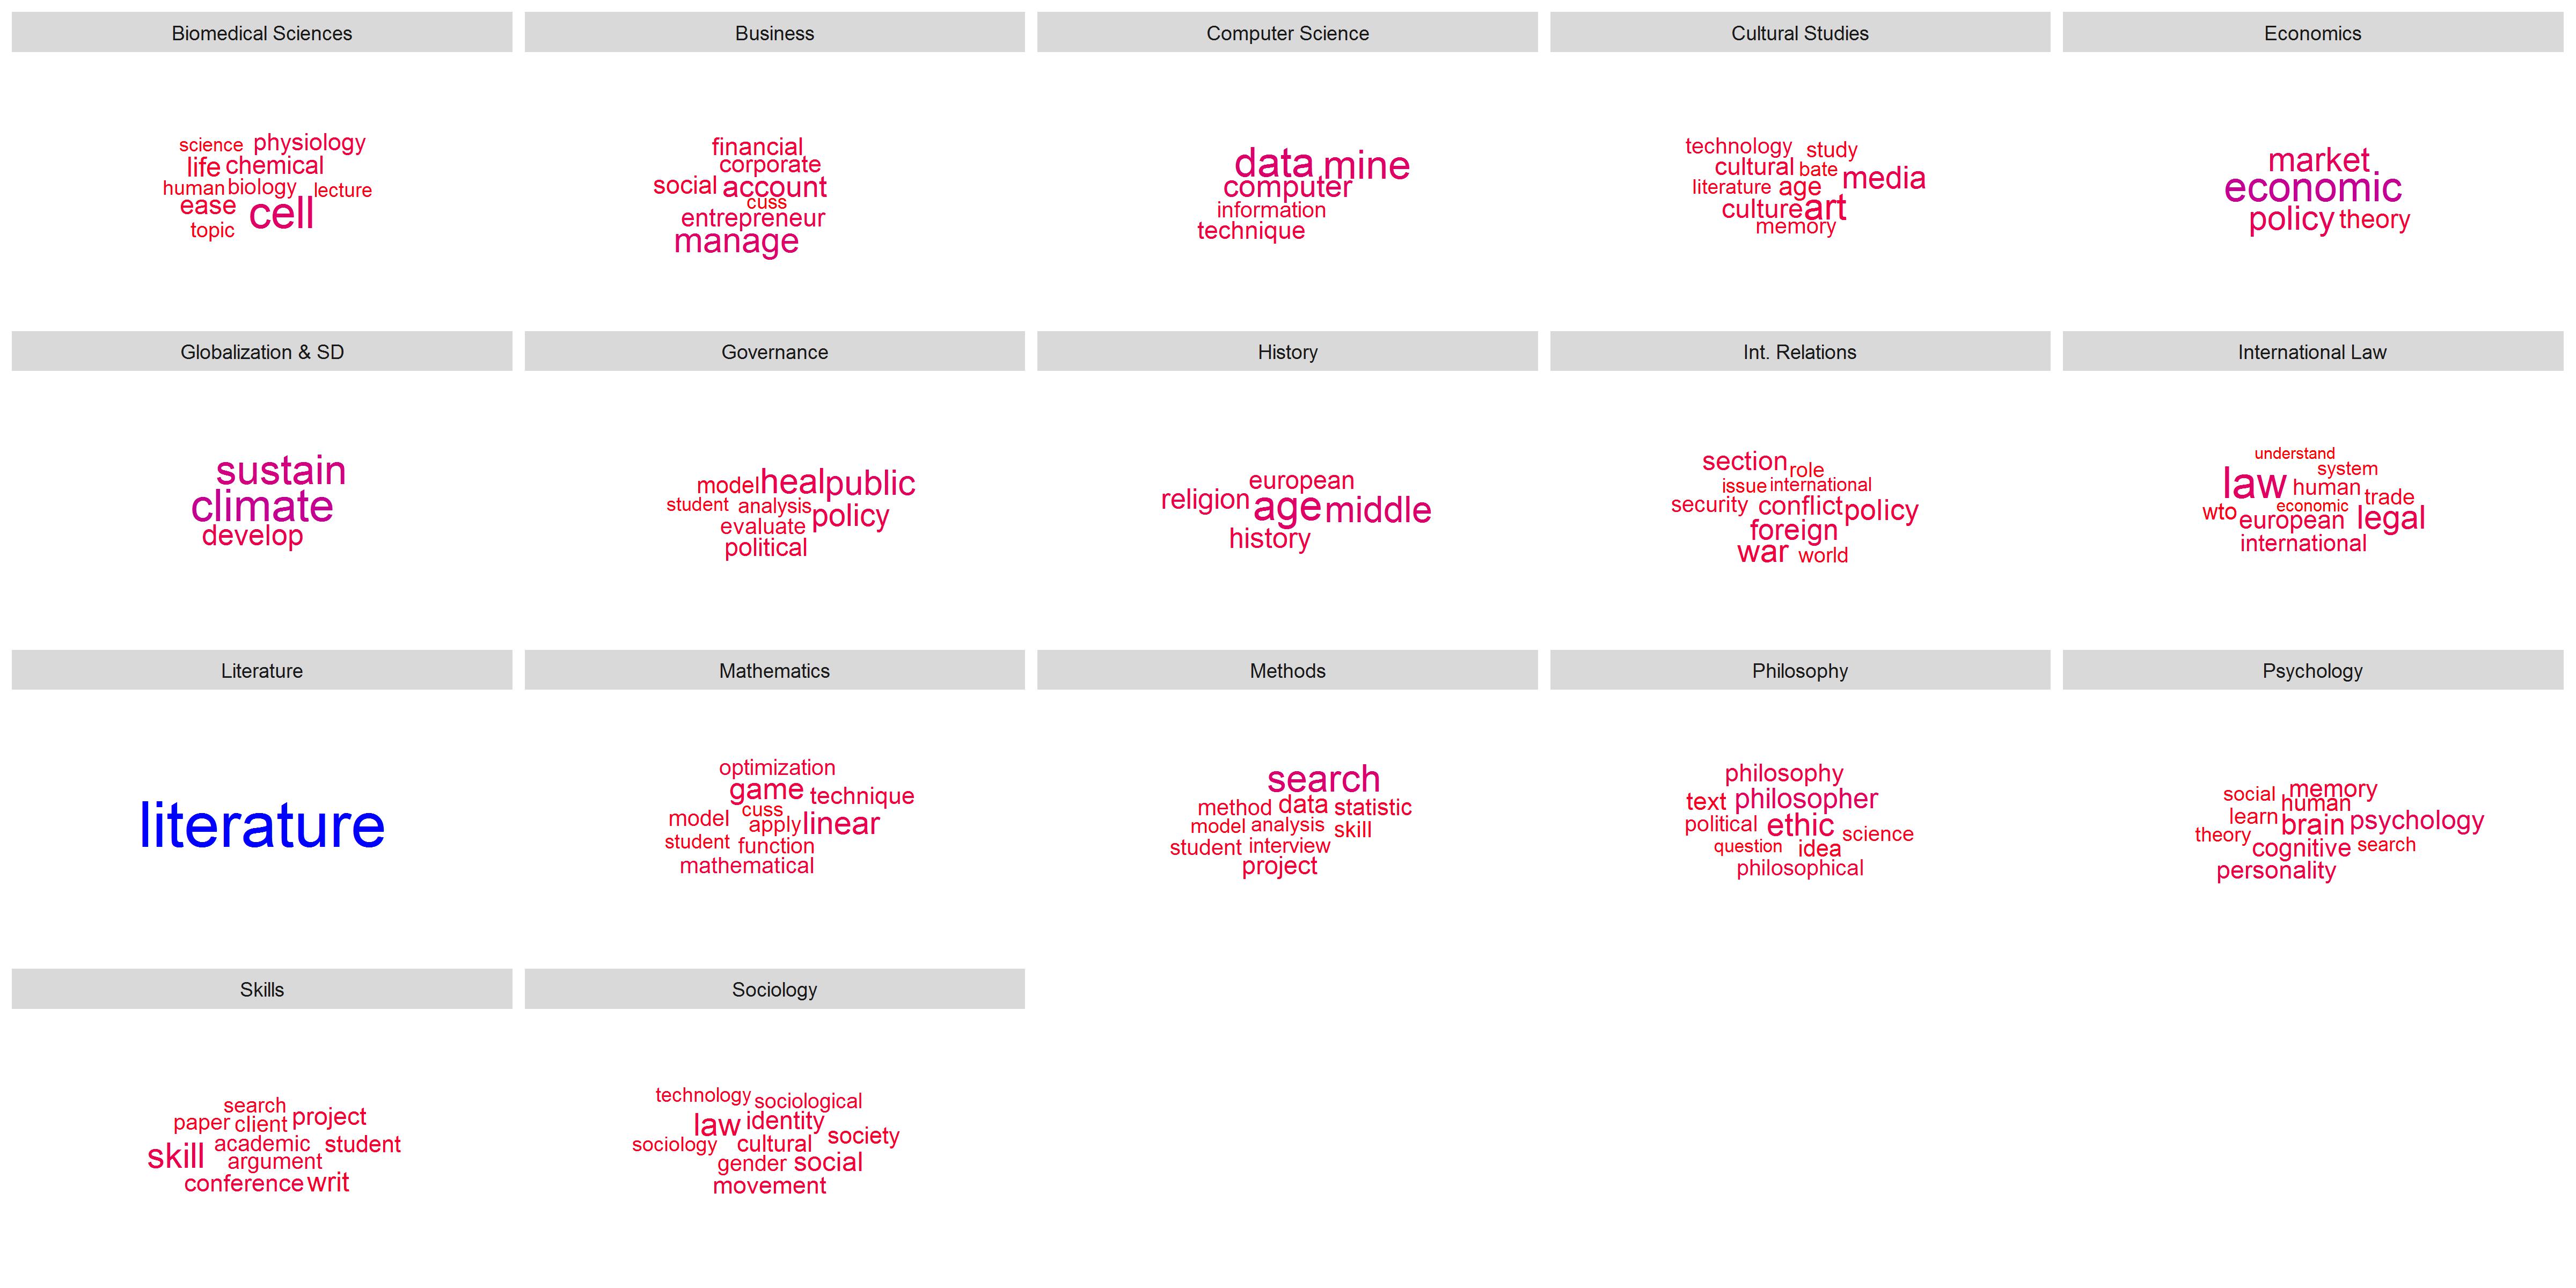 Biomedical Sciences
science physiology
life chemical
human biology lecture
ease cell
topic
Business
financial
corporate
social account
cuss
entrepreneur
manage
Computer Science
data mine
computer
information
technique
Cultural Studies
technology study
cultural bate media
literature age
culture art
memory
Economics
market
economic
policy theory
Globalization & SD
sustain
climate
develop
Governance
model heal public
student analysis policy
evaluate
political
History
european
religion age middle
history
Int. Relations
section role
issue international
security conflict policy
foreign
war world
International Law
understand
system
law human trade
wto economic legal
european
international
Literature
literature
Mathematics
optimization
game technique
cuss
model apply linear
student function
mathematical
Methods
search
method data statistic
model analysis skill
student interview
project
Philosophy
philosophy
text philosopher
political ethic science
question idea
philosophical
Psychology
social memory
human
learn brain psychology
theory cognitive search
personality
Skills
search
paper client project
academic student
skill argument
conference writ
Sociology
technology sociological
law identity
sociology cultural society
gender social
movement